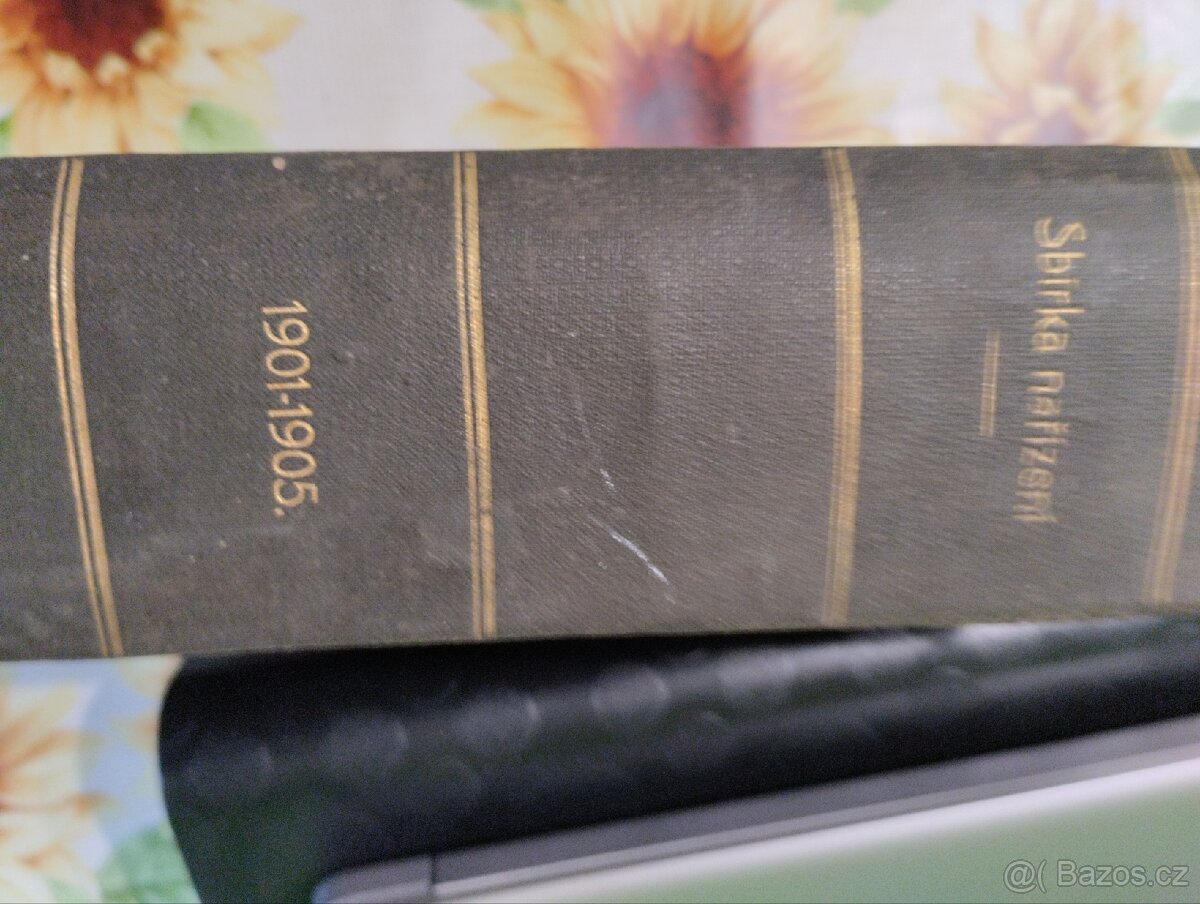 Sbírka nařízení
1901-1905.
@( Bazos.cz